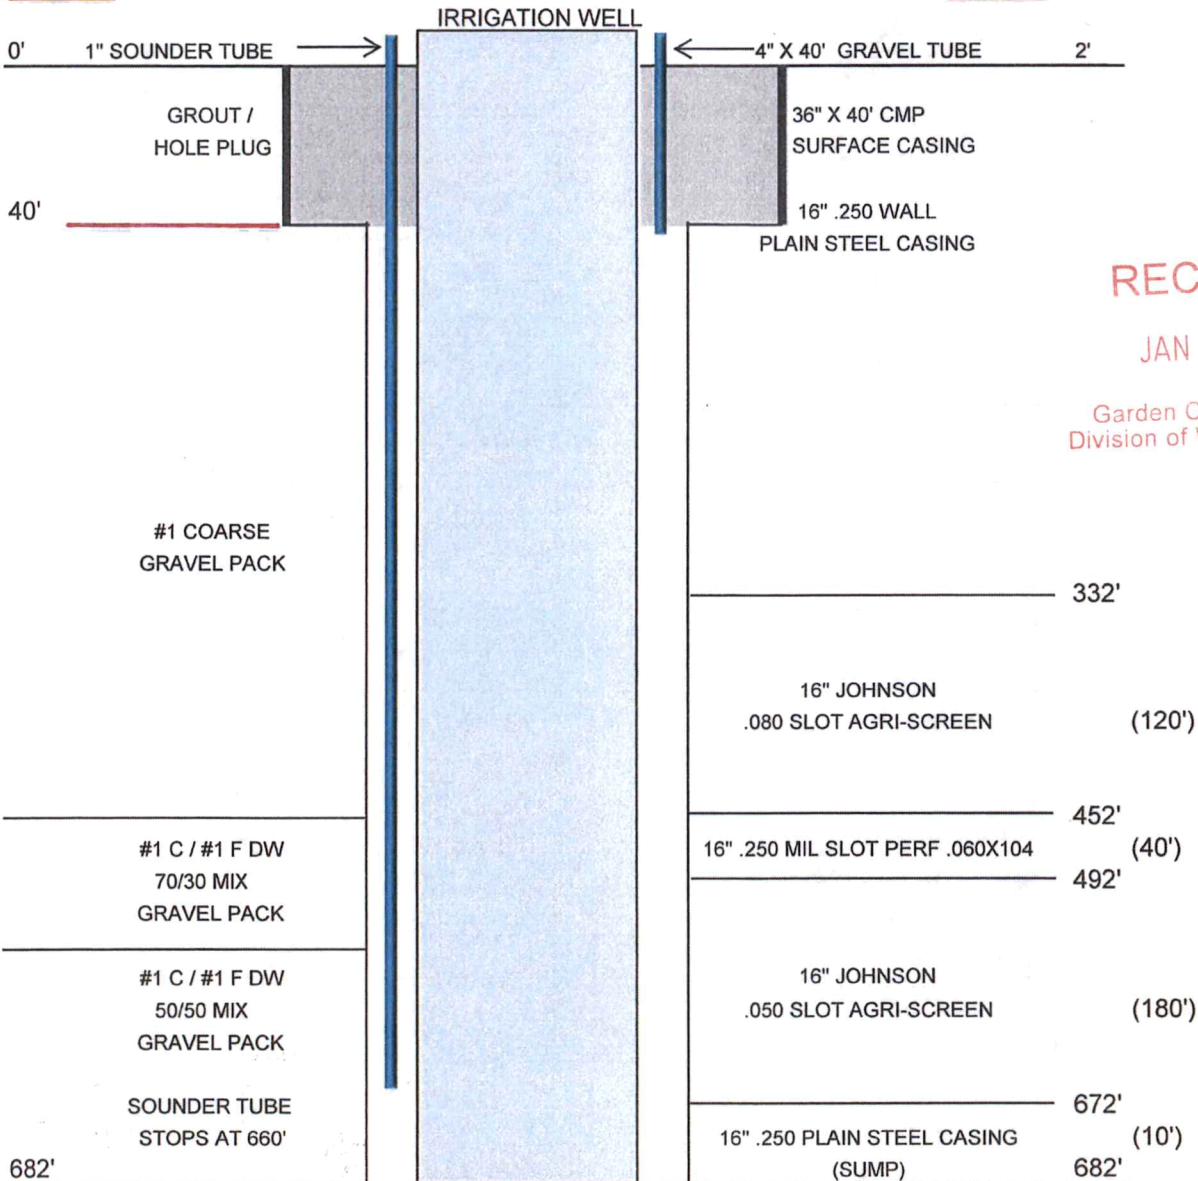 IRRIGATION WELL
0' 1" SOUNDER TUBE 4" X 40' GRAVEL TUBE 2'
GROUT /
HOLE PLUG
36" X 40' CMP
SURFACE CASING
40'
16" .250 WALL
PLAIN STEEL CASING
REC
JAN
Garden C
Division of
#1 COARSE
GRAVEL PACK
332'
16" JOHNSON
.080 SLOT AGRI-SCREEN (120')
452'
#1 C / #1 F DW
70/30 MIX
GRAVEL PACK
16" .250 MIL SLOT PERF .060X104 (40')
492'
#1 C / #1 F DW
50/50 MIX
GRAVEL PACK
16" JOHNSON
.050 SLOT AGRI-SCREEN (180')
SOUNDER TUBE
STOPS AT 660'
672'
16" .250 PLAIN STEEL CASING (10')
(SUMP)
682' 682'